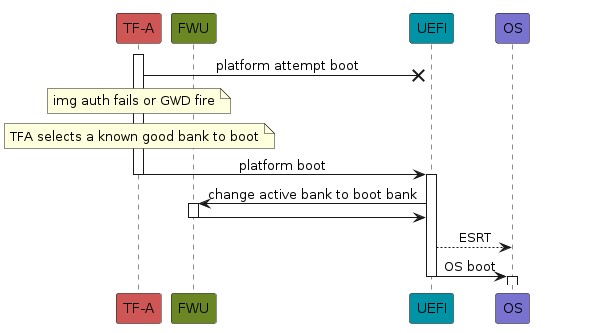 TF-A FWU UEFI OS
platform attempt boot
img auth fails or GWD fire
TFA selects a known good bank to boot
platform boot
change active bank to boot bank
ESRT
OS boot
TF-A FWU UEFI OS